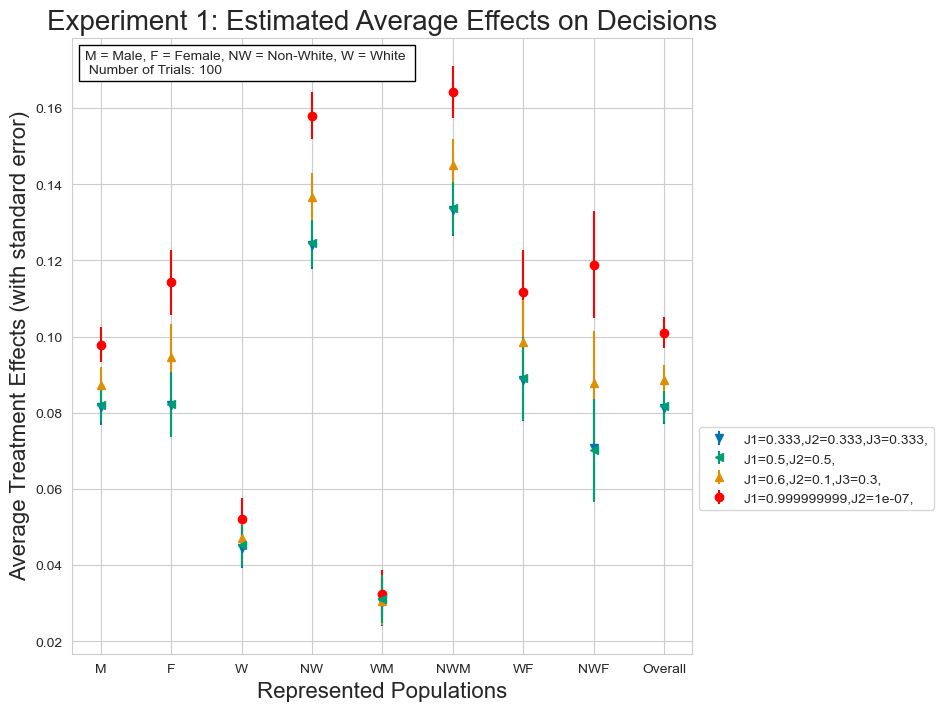 Experiment 1: Estimated Average Effects on Decisions
M = Male, F = Female, NW = Non-White, W = White
Number of Trials: 100
Average Treatment Effects (with standard error)
0.16
0.14
0.12
0.10
0.08
0.06
0.04
0.02
M F W NW WM NWM WF NWF Overall
Represented Populations
J1=0.333,J2=0.333,J3=0.333,
J1=0.5,J2=0.5,
J1=0.6,J2=0.1,J3=0.3,
J1=0.999999999,J2=1e-07,